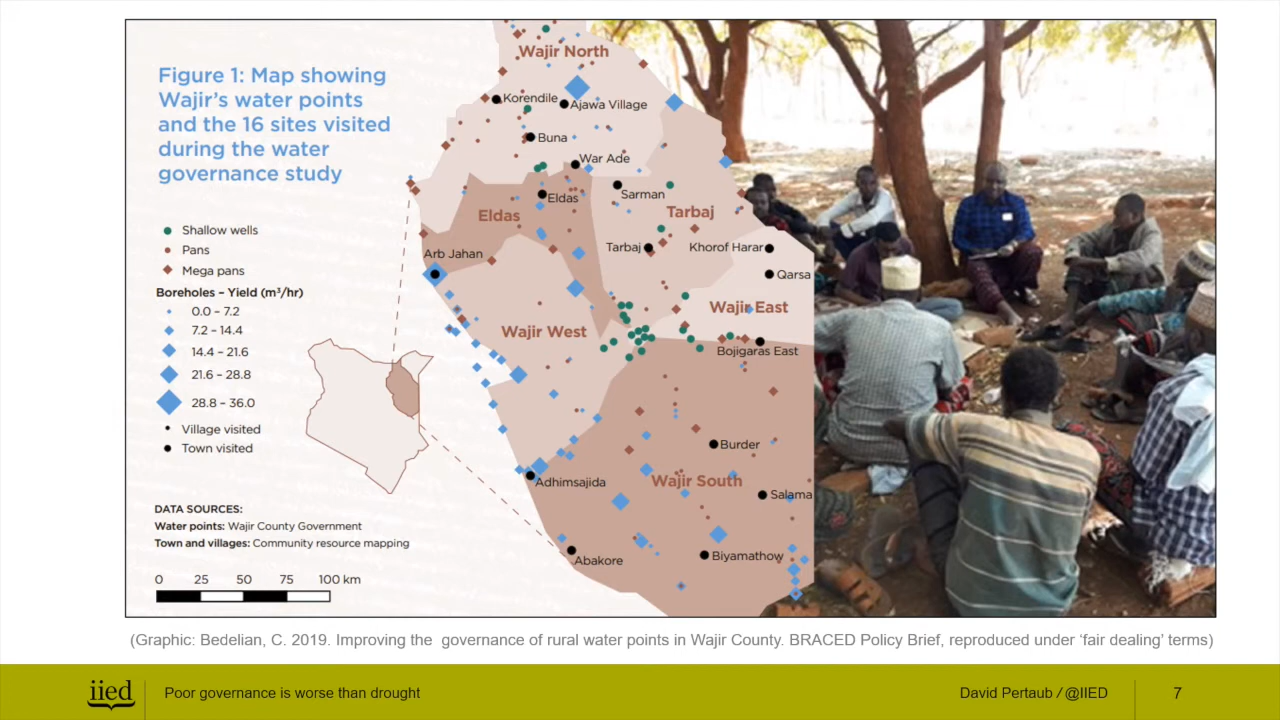 Figure 1: Map showing
Wajir's water points
and the 16 sites visited
during the water
governance study
Shallow wells
Pans
Mega pans
Boreholes – Yield (m³/hr)
0.0 – 7.2
7.2 – 14.4
14.4 – 21.6
21.6 – 28.8
28.8 – 36.0
Village visited
Town visited
DATA SOURCES:
Water points: Wajir County Government
Town and villages: Community resource mapping
0 25 50 75 100 km
Wajir North
Korendile
Ajawa Village
Buna
War Ade
Eldas
Sarman
Eldas
Tarbaj
Arb Jahan
Tarbaj
Khorof Harar
Qarsa
Wajir East
Wajir West
Bojigaras East
Burder
Wajir South
Adhimsajida
Salama
Abakore
Biyamathow
(Graphic: Bedelian, C. 2019. Improving the governance of rural water points in Wajir County. BRACED Policy Brief, reproduced under ‘fair dealing’ terms)
iied
Poor governance is worse than drought
David Pertaub / @IIED
7